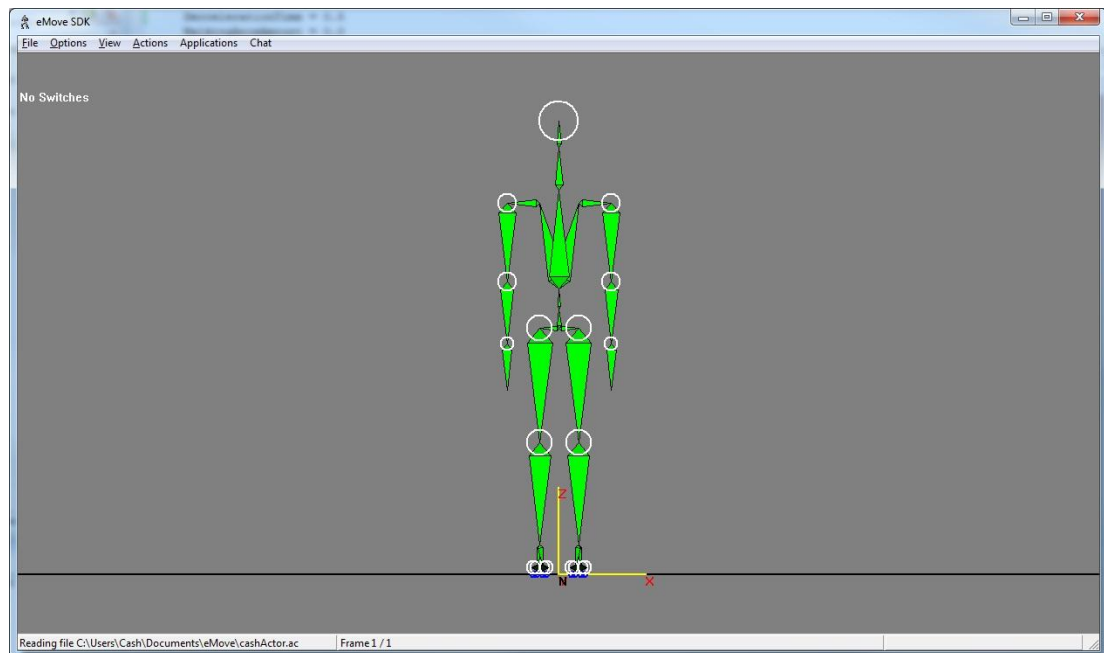 eMove SDK
File Options View Actions Applications Chat
No Switches
Z
N X
Reading file C:\Users\Cash\Documents\eMove\cashActor.ac Frame 1 / 1